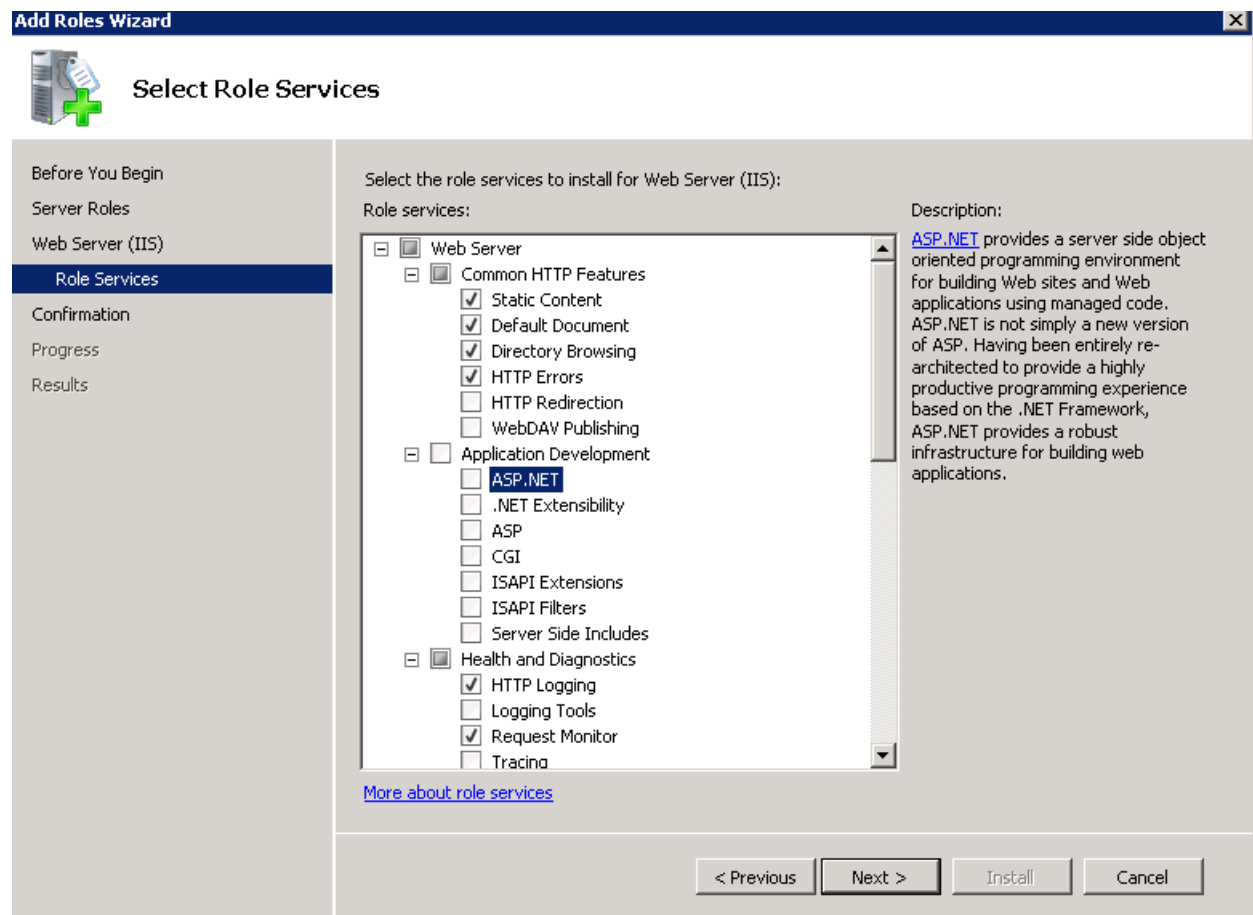 Add Roles Wizard
Select Role Services
Before You Begin
Server Roles
Web Server (IIS)
Role Services
Confirmation
Progress
Results
Select the role services to install for Web Server (IIS):
Role services:
Web Server
Common HTTP Features
Static Content
Default Document
Directory Browsing
HTTP Errors
HTTP Redirection
WebDAV Publishing
Application Development
ASP.NET
.NET Extensibility
ASP
CGI
ISAPI Extensions
ISAPI Filters
Server Side Includes
Health and Diagnostics
HTTP Logging
Logging Tools
Request Monitor
Tracing
More about role services
Description:
ASP.NET provides a server side object
oriented programming environment
for building Web sites and Web
applications using managed code.
ASP.NET is not simply a new version
of ASP. Having been entirely re-
architected to provide a highly
productive programming experience
based on the .NET Framework,
ASP.NET provides a robust
infrastructure for building web
applications.
< Previous
Next >
Install
Cancel